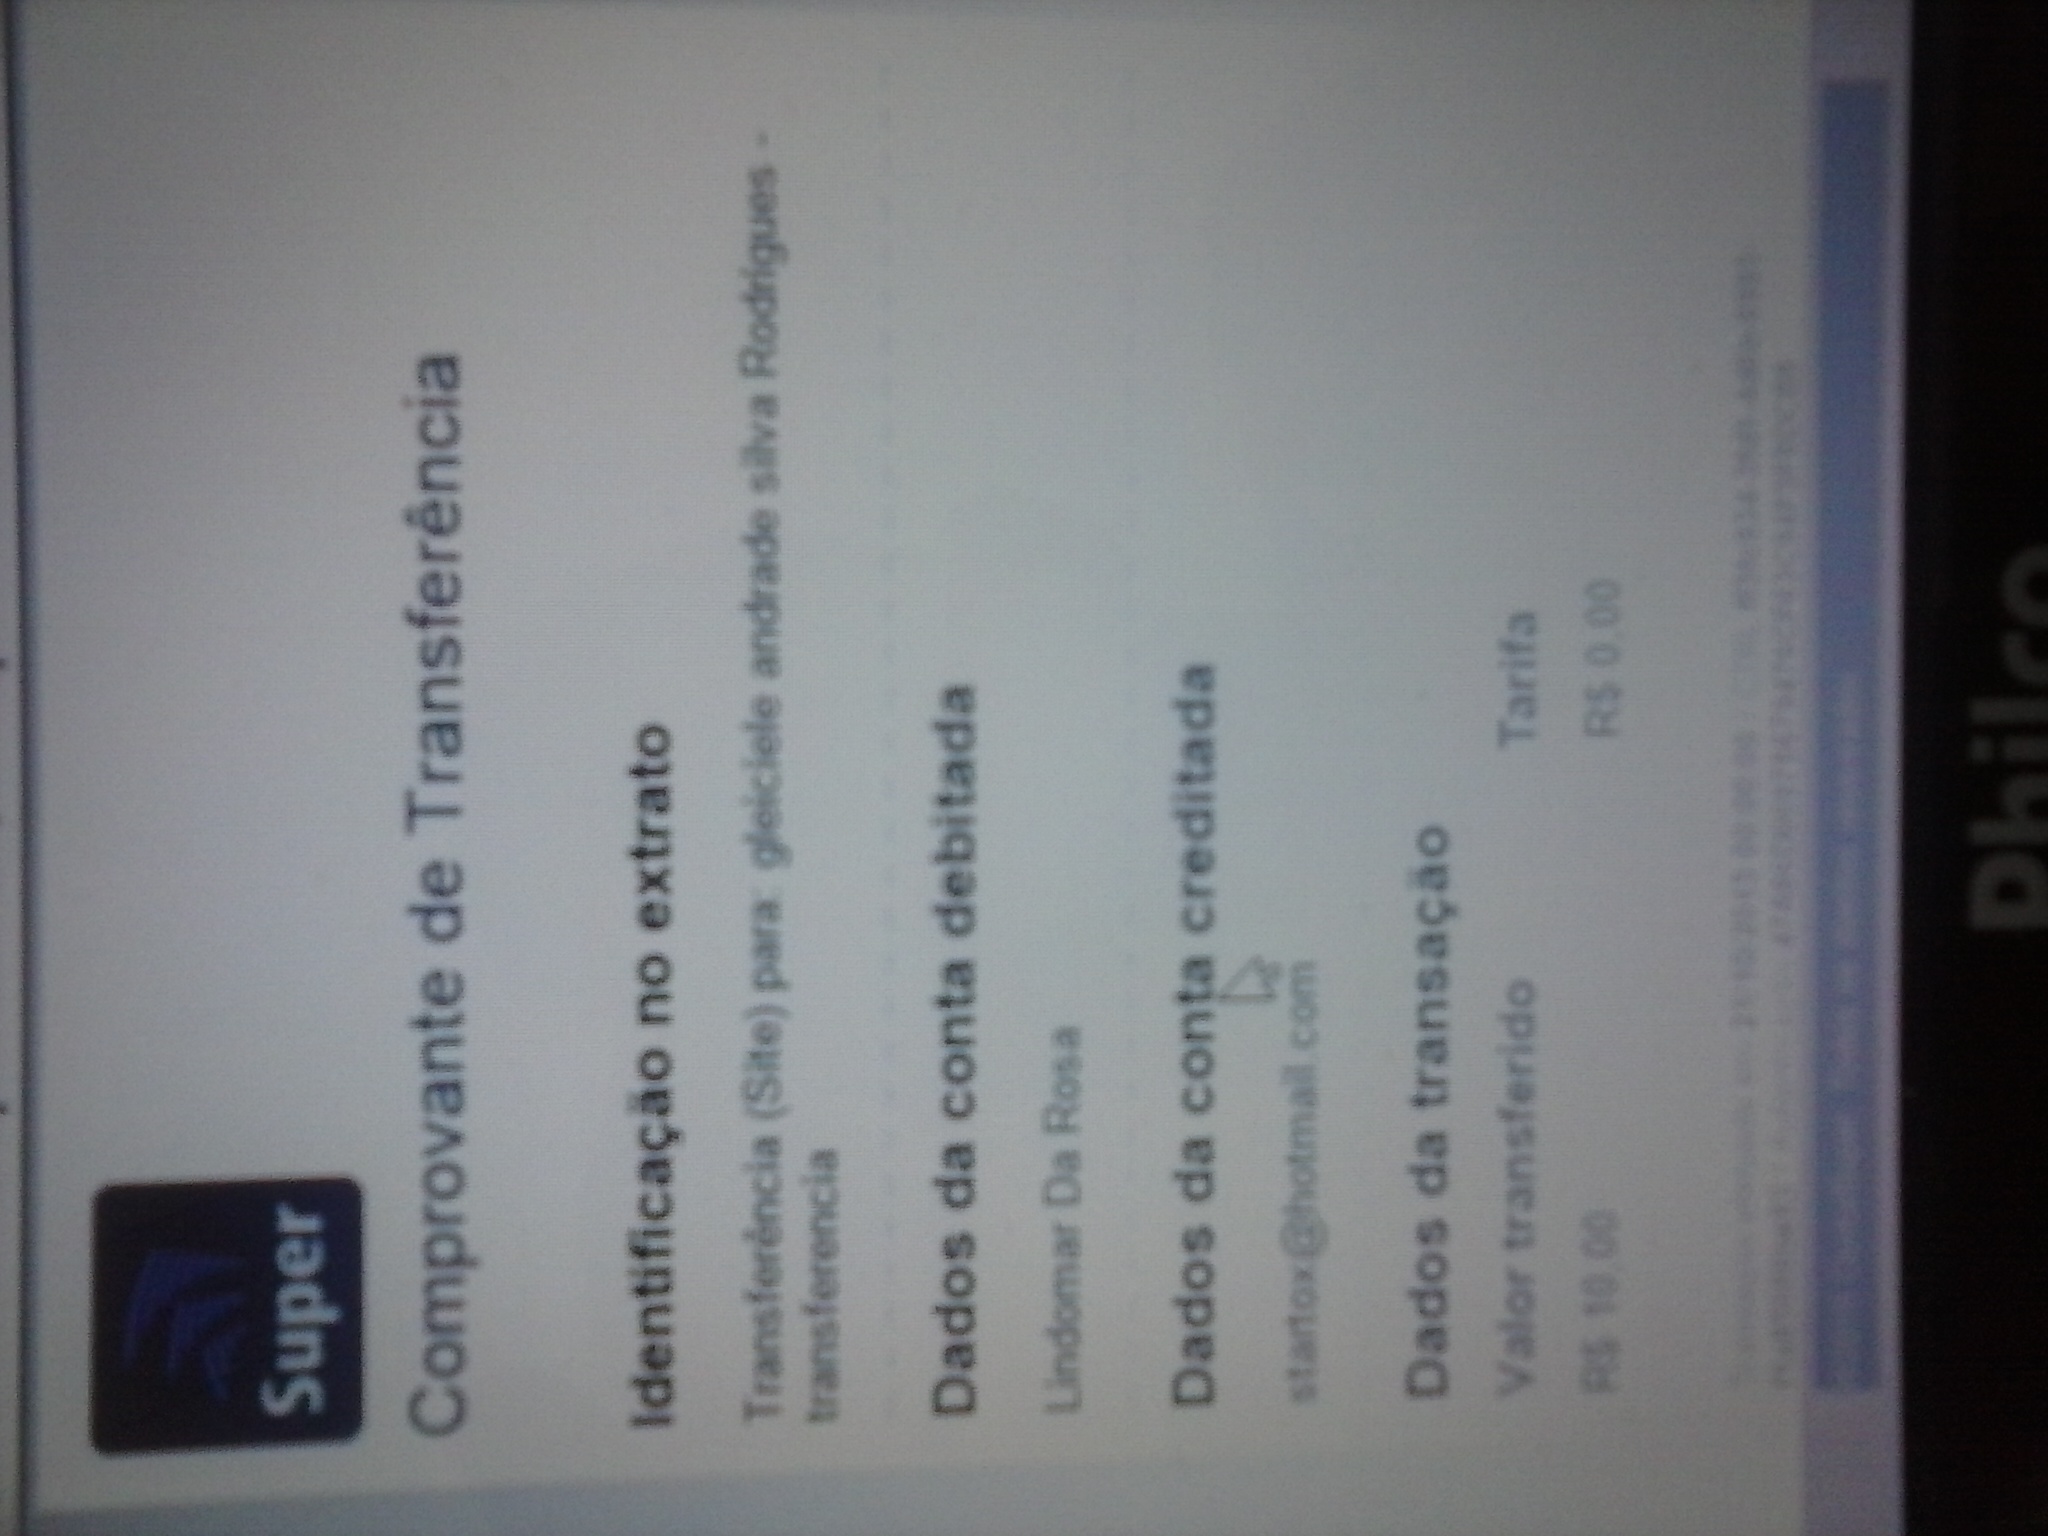 Super
Comprovante de Transferência
Identificação no extrato
Transferência (Site) para: gleiciele andrade silva Rodrigues -
transferencia
Dados da conta debitada
Lindomar Da Rosa
Dados da conta creditada
startox@hotmail.com
Dados da transação
Valor transferido Tarifa
R$ 10.00 R$ 0.00
Philco